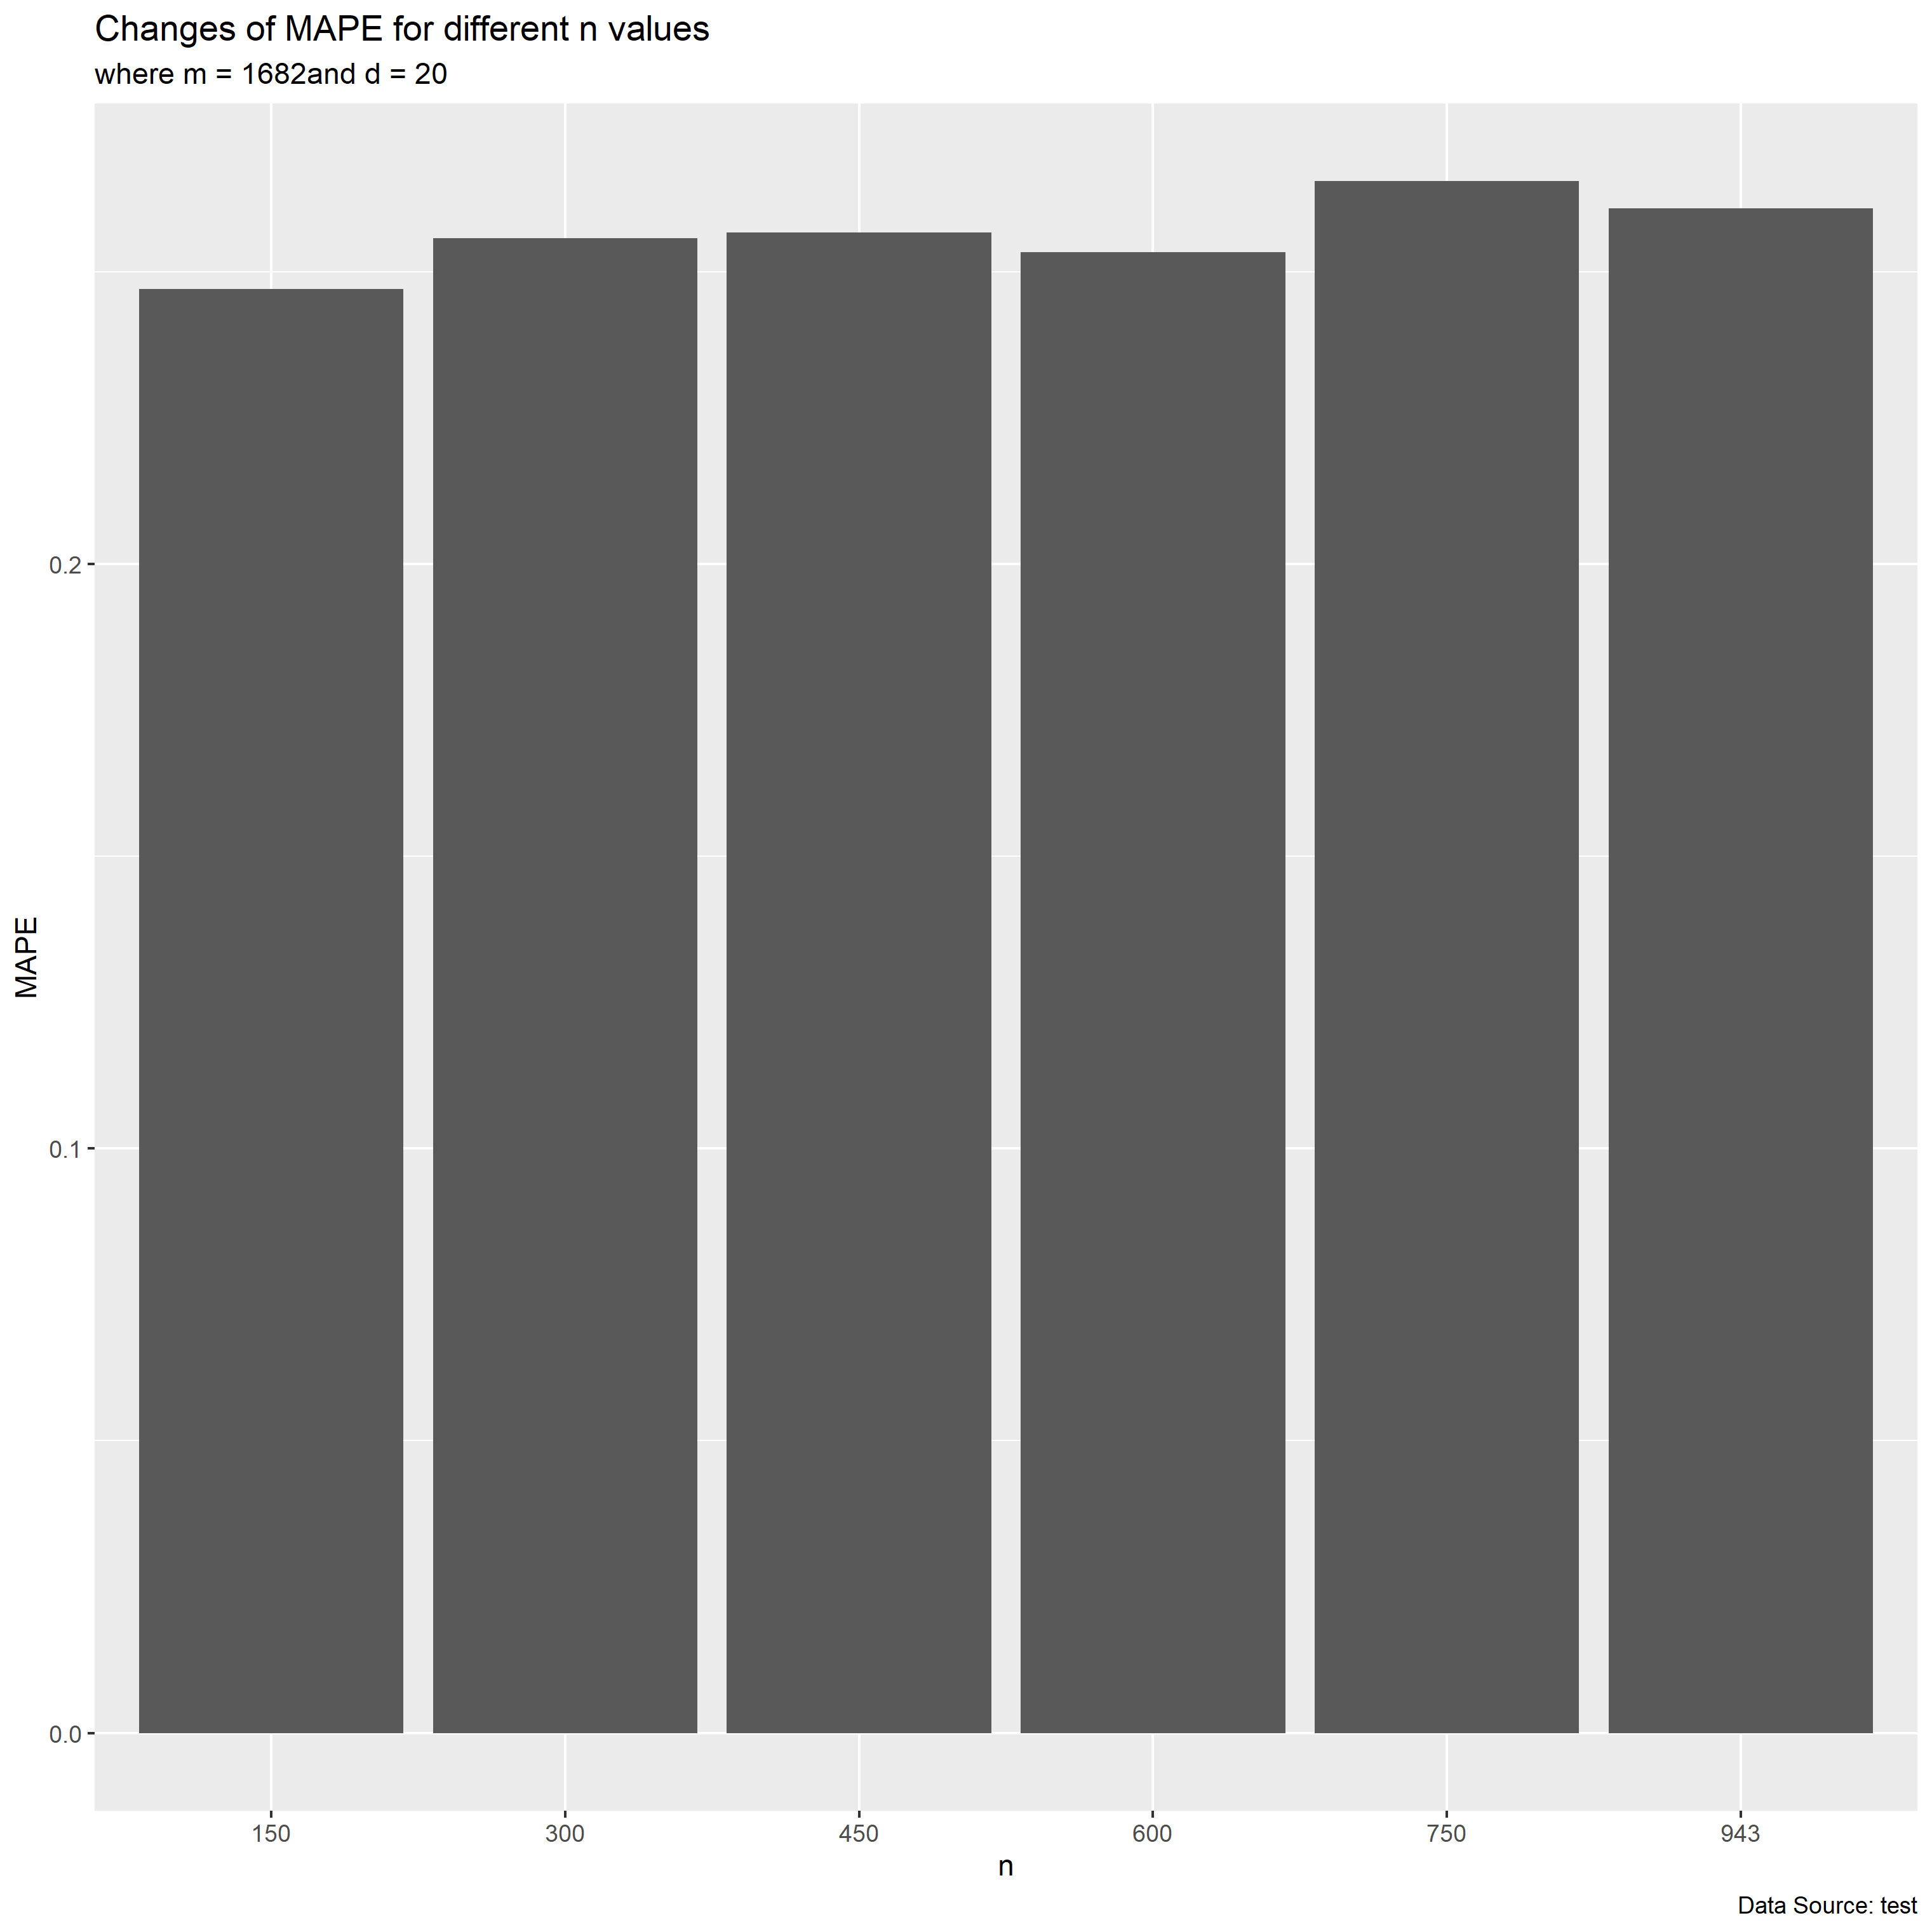 Changes of MAPE for different n values
where m = 1682and d = 20
MAPE
0.2
0.1
0.0
150 300 450 600 750 943
n
Data Source: test